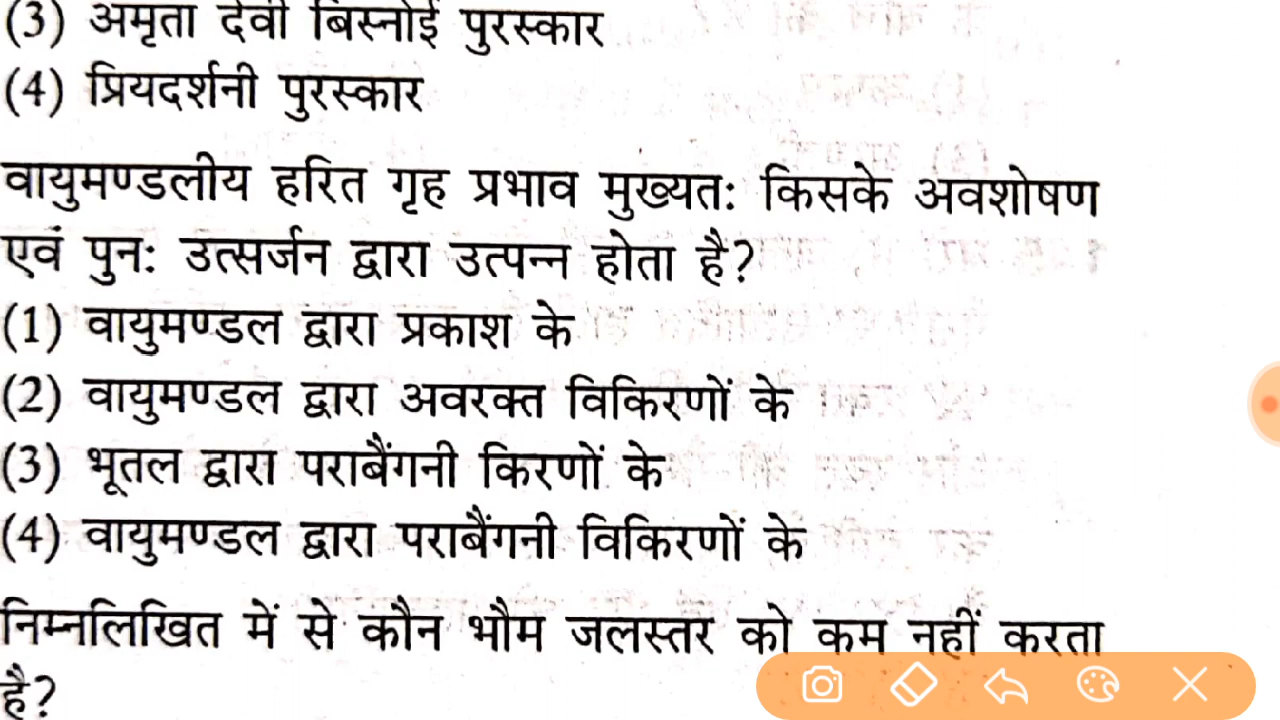 (3) अमृता देवी बिस्नोई पुरस्कार
(4) प्रियदर्शनी पुरस्कार
वायुमण्डलीय हरित गृह प्रभाव मुख्यतः किसके अवशोषण
एवं पुनः उत्सर्जन द्वारा उत्पन्न होता है?
(1) वायुमण्डल द्वारा प्रकाश के
(2) वायुमण्डल द्वारा अवरक्त विकिरणों के
(3) भूतल द्वारा पराबैंगनी किरणों के
(4) वायुमण्डल द्वारा पराबैंगनी विकिरणों के
निम्नलिखित में से कौन भौम जलस्तर को कम नहीं करता
है?